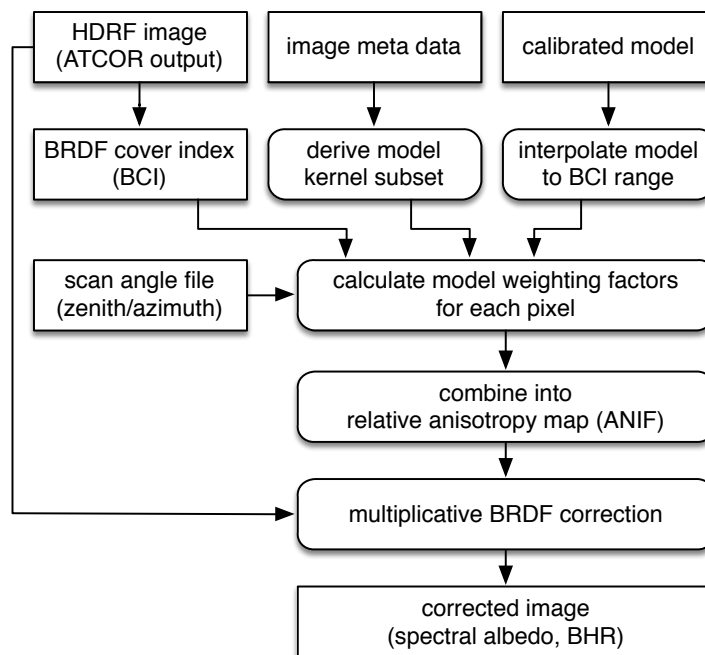 HDRF image
(ATCOR output)
image meta data
calibrated model
BRDF cover index
(BCI)
derive model
kernel subset
interpolate model
to BCI range
scan angle file
(zenith/azimuth)
calculate model weighting factors
for each pixel
combine into
relative anisotropy map (ANIF)
multiplicative BRDF correction
corrected image
(spectral albedo, BHR)